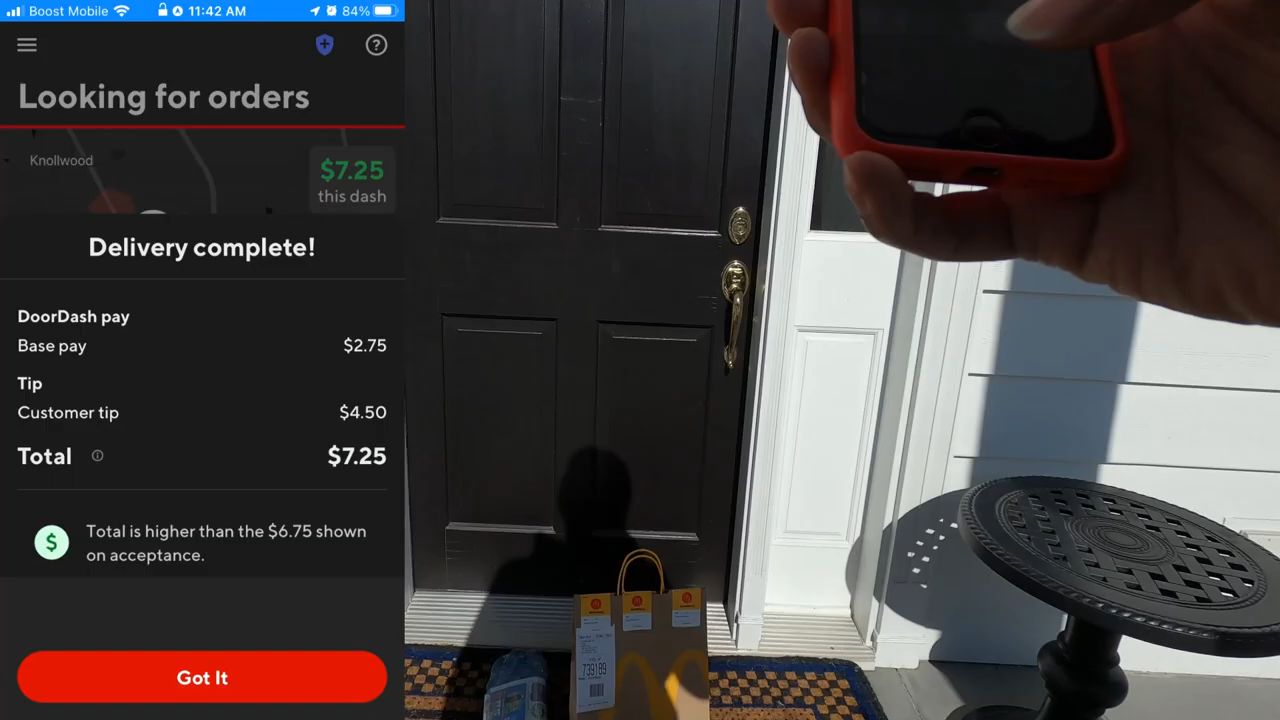 Boost Mobile
11:42 AM
84%
Looking for orders
Knollwood
$7.25
this dash
Delivery complete!
DoorDash pay
Base pay $2.75
Tip
Customer tip $4.50
Total $7.25
$
Total is higher than the $6.75 shown
on acceptance.
Got It
739189